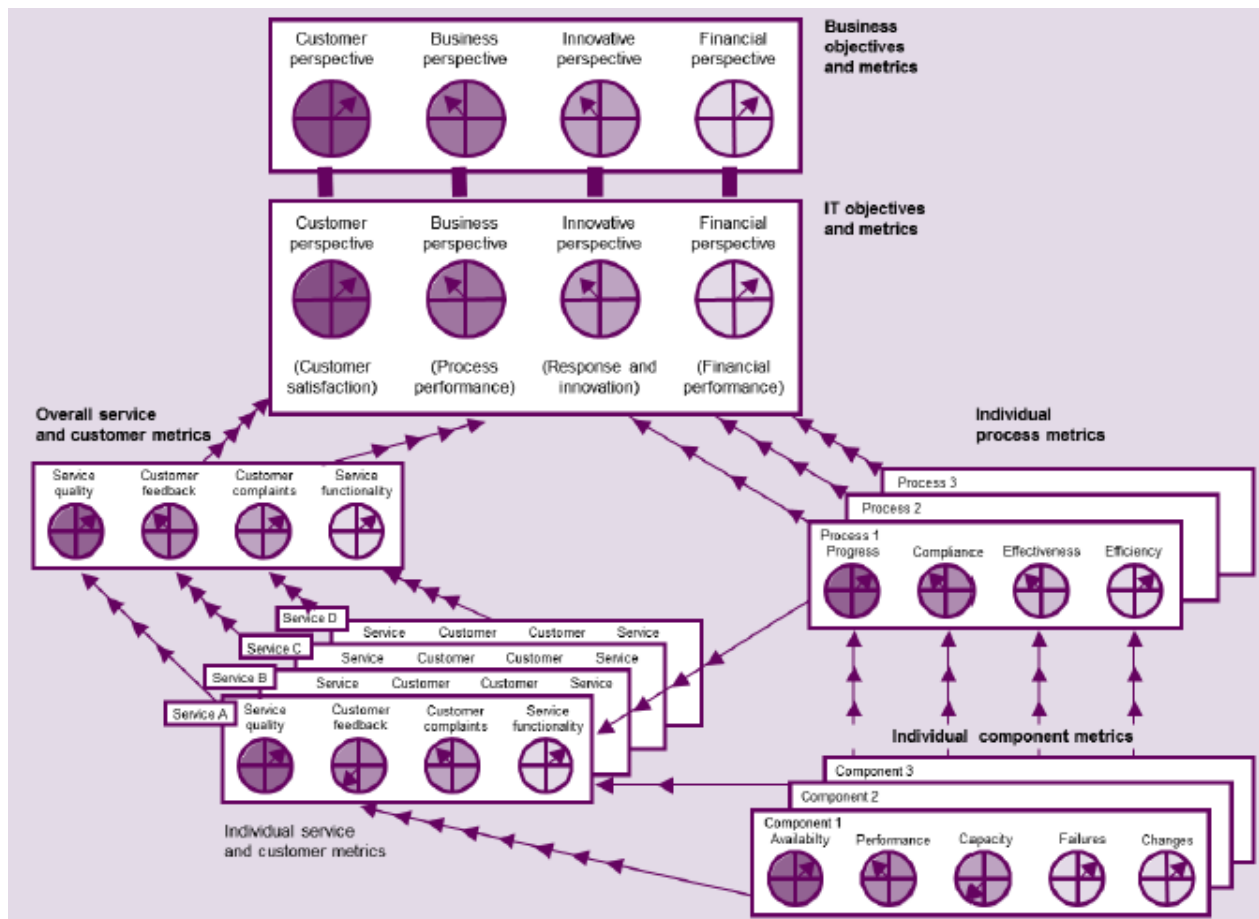 Customer perspective
Business perspective
Innovative perspective
Financial perspective
Business objectives and metrics
Customer perspective
Business perspective
Innovative perspective
Financial perspective
IT objectives and metrics
(Customer satisfaction)
(Process performance)
(Response and innovation)
(Financial performance)
Overall service and customer metrics
Service quality
Customer feedback
Customer complaints
Service functionality
Individual process metrics
Process 3
Process 2
Process 1
Progress
Compliance
Effectiveness
Efficiency
Service D
Service Customer Customer Service
Service C
Service Customer Customer Service
Service B
Service Customer Customer Service
Service A
Service quality
Customer feedback
Customer complaints
Service functionality
Individual service and customer metrics
Individual component metrics
Component 3
Component 2
Component 1
Availabilty
Performance
Capacity
Failures
Changes